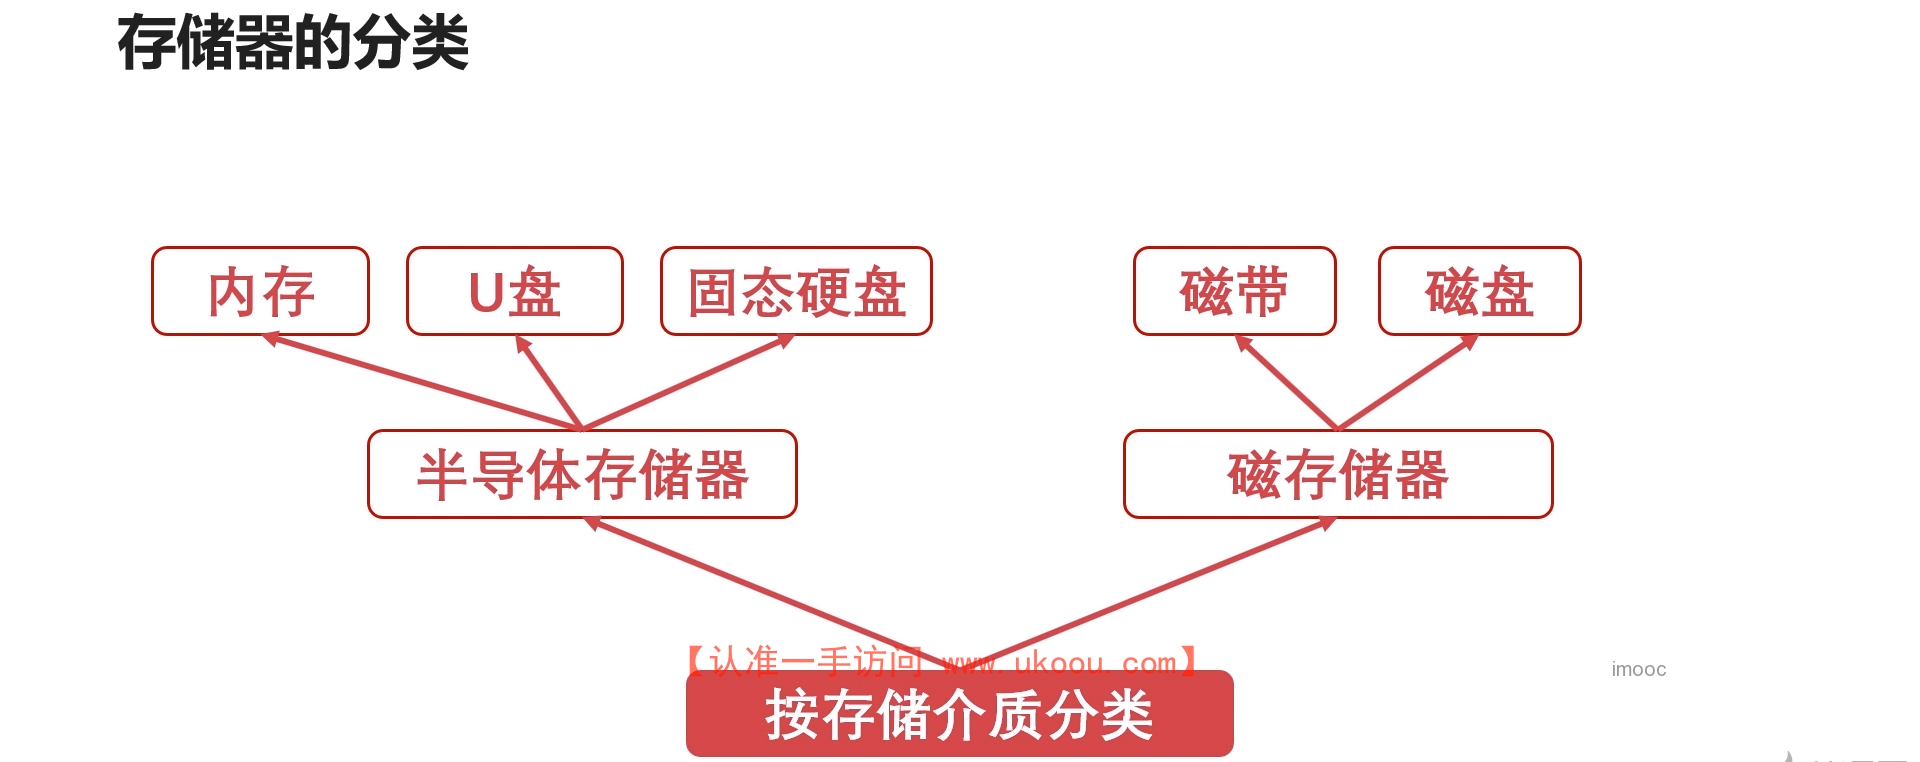 存储器的分类
内存
U盘
固态硬盘
磁带
磁盘
半导体存储器
磁存储器
【认准一手访问 www.ukoou.com】
imooc
按存储介质分类